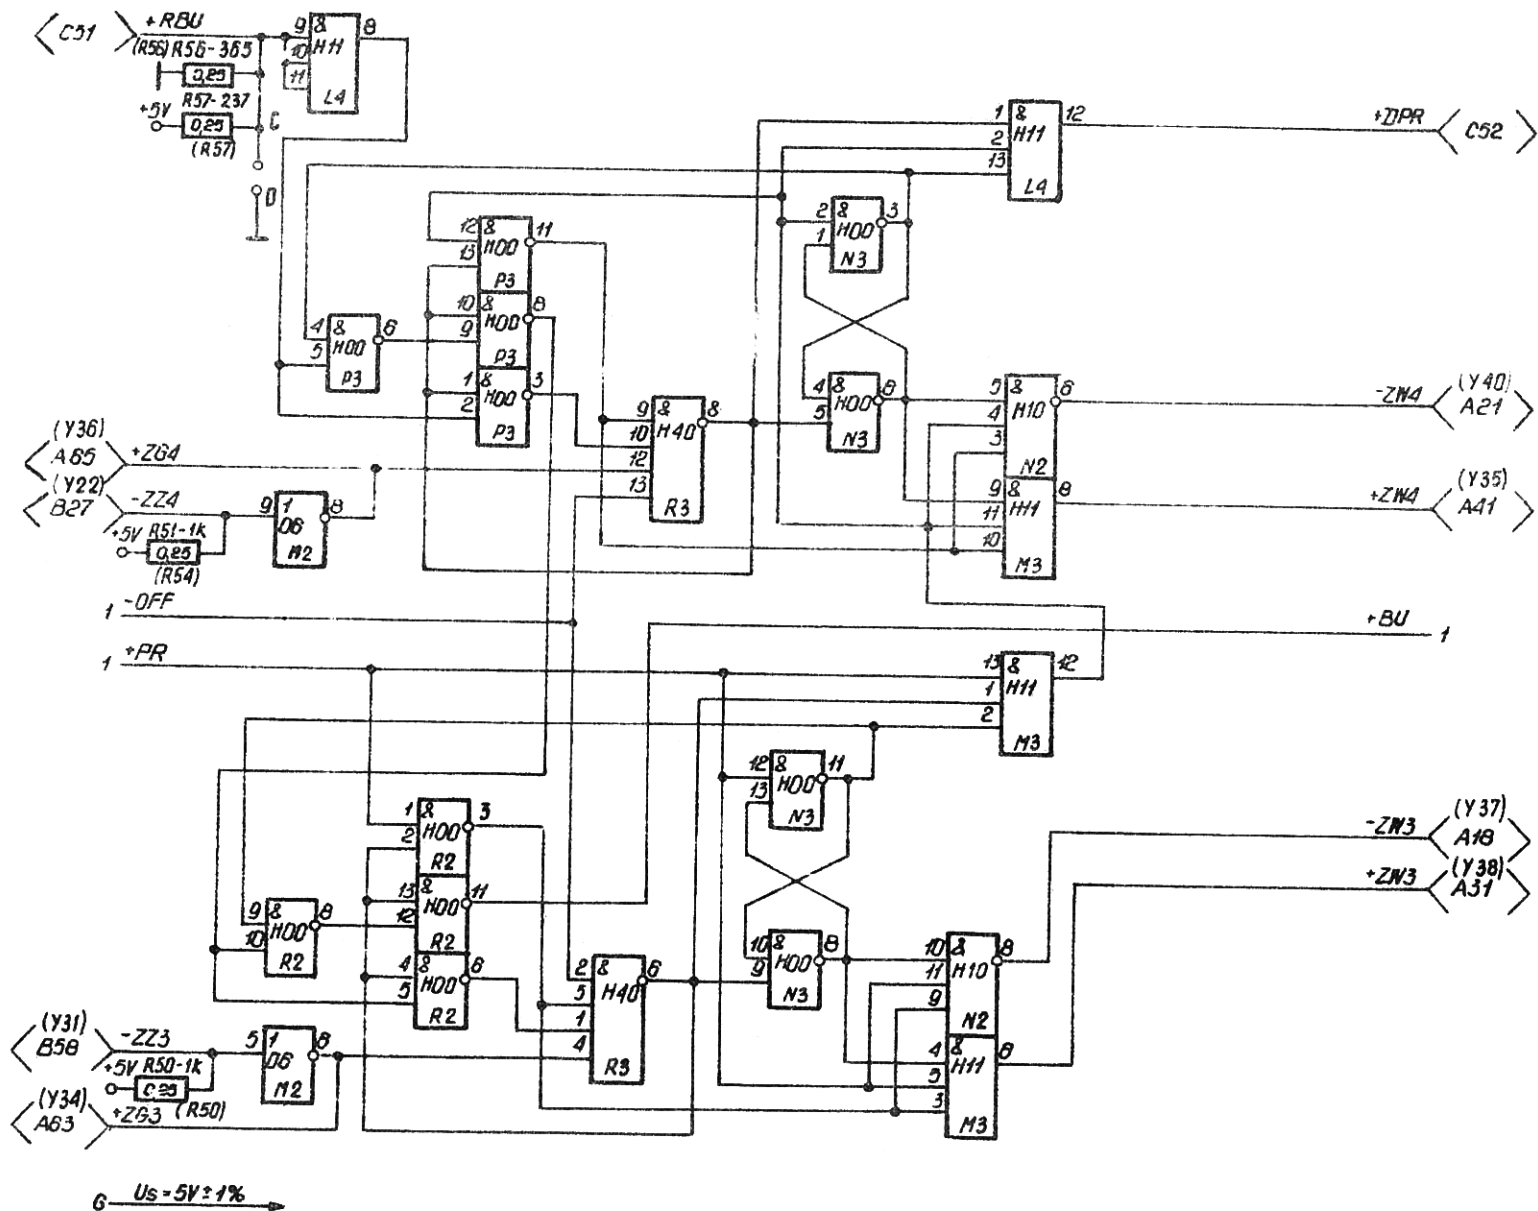 C51
+RBU
(R56) R56-365
0,25
R57-237
+5V
0,25
(R57)
C
D
9
10
11
&
H11
L4
8
1
2
13
&
H11
L4
12
+DPR
C52
12
13
&
H00
P3
11
10
9
&
H00
P3
8
1
2
&
H00
P3
3
4
5
&
H00
P3
6
2
1
&
H00
N3
3
4
5
&
H00
N3
6
9
10
12
13
&
H40
R3
8
5
4
3
&
H10
N2
6
-ZW4
(Y40)
A21
9
11
10
&
H11
M3
8
+ZW4
(Y35)
A41
(Y36)
A65
+ZG4
(Y22)
B27
-ZZ4
+5V
R51-1k
0,25
(R54)
9
1
06
M2
8
1
-OFF
1
+PR
+BU
1
13
1
2
&
H11
M3
12
12
13
&
H00
N3
11
1
2
&
H00
R2
3
13
12
&
H00
R2
11
4
5
&
H00
R2
6
9
10
&
H00
R2
8
10
9
&
H00
N3
8
2
5
1
4
&
H40
R3
6
10
11
9
&
H10
N2
8
-ZW3
(Y37)
A18
+ZW3
(Y38)
A31
4
5
3
&
H11
M3
(Y31)
B58
-ZZ3
+5V
R50-1k
0,25
(R50)
5
1
06
M2
(Y34)
A63
+ZG3
G
Us = 5V ± 1%